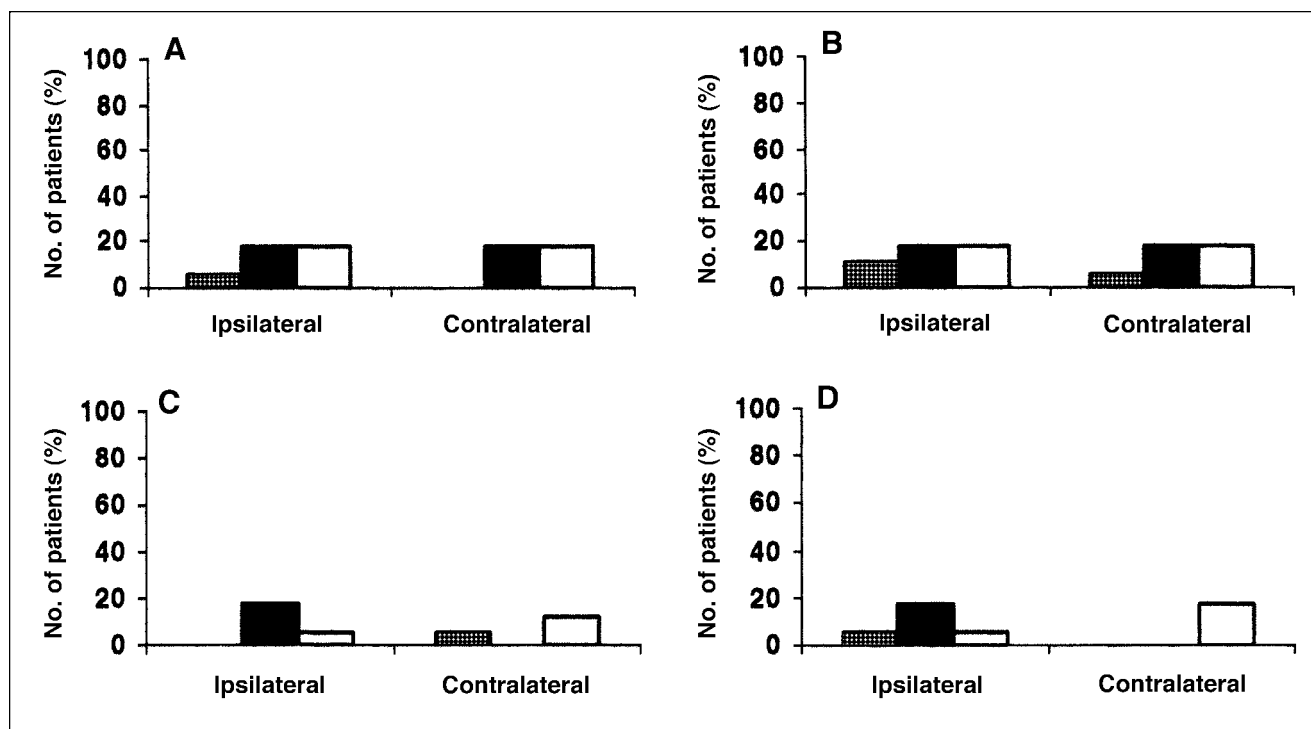 A
No. of patients (%)
100
80
60
40
20
0
Ipsilateral Contralateral
B
No. of patients (%)
100
80
60
40
20
0
Ipsilateral Contralateral
C
No. of patients (%)
100
80
60
40
20
0
Ipsilateral Contralateral
D
No. of patients (%)
100
80
60
40
20
0
Ipsilateral Contralateral